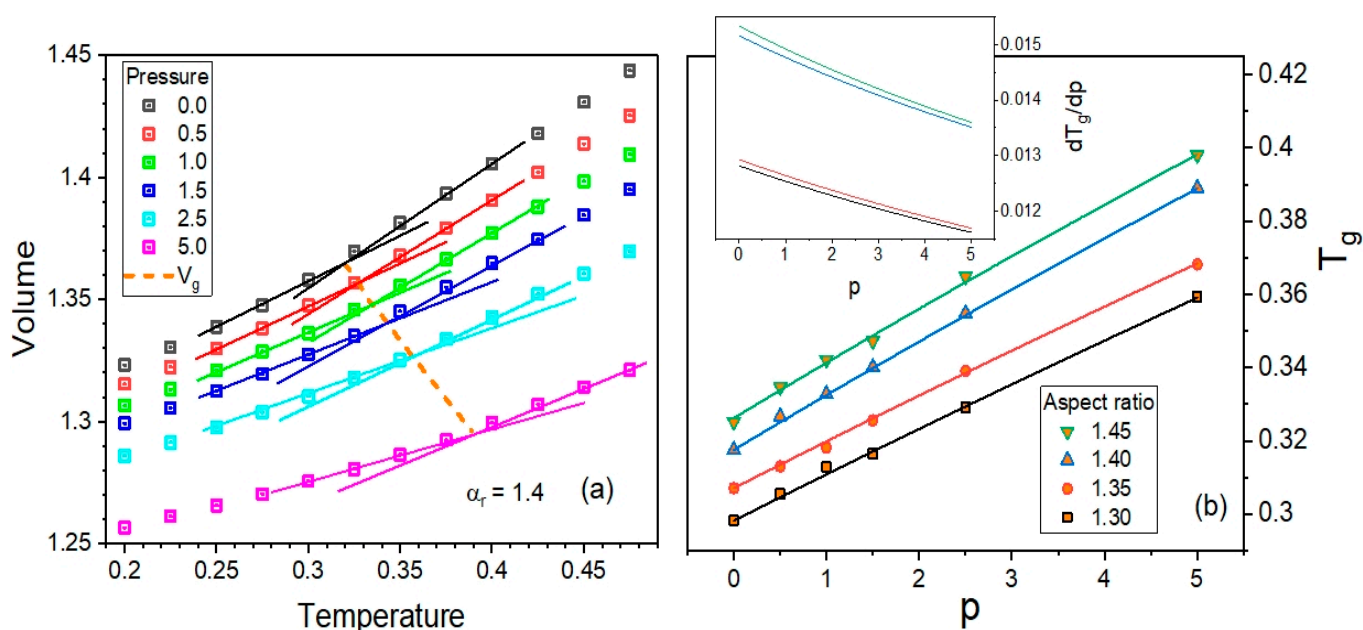 1.45
1.40
1.35
1.30
1.25
Volume
Pressure
0.0
0.5
1.0
1.5
2.5
5.0
V_g
α_r = 1.4
(a)
0.2 0.25 0.3 0.35 0.4 0.45
Temperature
0.015
0.014
0.013
0.012
dT_g/dp
0 1 2 3 4 5
p
0.42
0.4
0.38
0.36
0.34
0.32
0.3
T_g
Aspect ratio
1.45
1.40
1.35
1.30
(b)
0 1 2 3 4 5
p